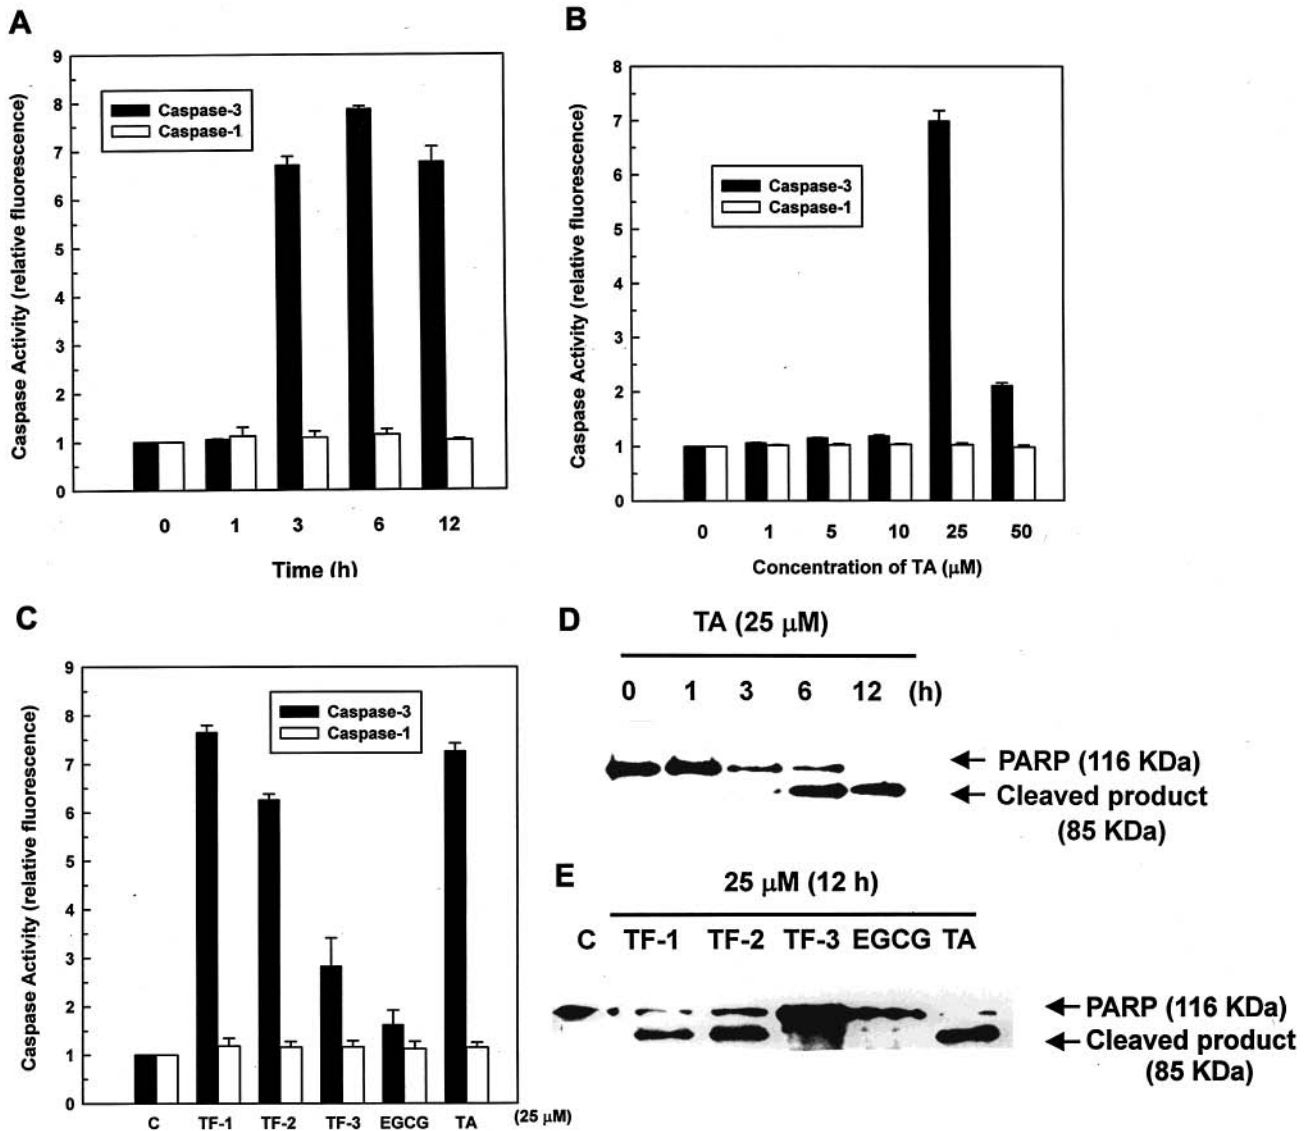 A
Caspase Activity (relative fluorescence)
9
8
7
6
5
4
3
2
1
0
Caspase-3
Caspase-1
0 1 3 6 12
Time (h)
B
Caspase Activity (relative fluorescence)
8
7
6
5
4
3
2
1
0
Caspase-3
Caspase-1
0 1 5 10 25 50
Concentration of TA (μM)
C
Caspase Activity (relative fluorescence)
9
8
7
6
5
4
3
2
1
0
Caspase-3
Caspase-1
C TF-1 TF-2 TF-3 EGCG TA (25 μM)
D
TA (25 μM)
0 1 3 6 12 (h)
PARP (116 KDa)
Cleaved product
(85 KDa)
E
25 μM (12 h)
C TF-1 TF-2 TF-3 EGCG TA
PARP (116 KDa)
Cleaved product
(85 KDa)